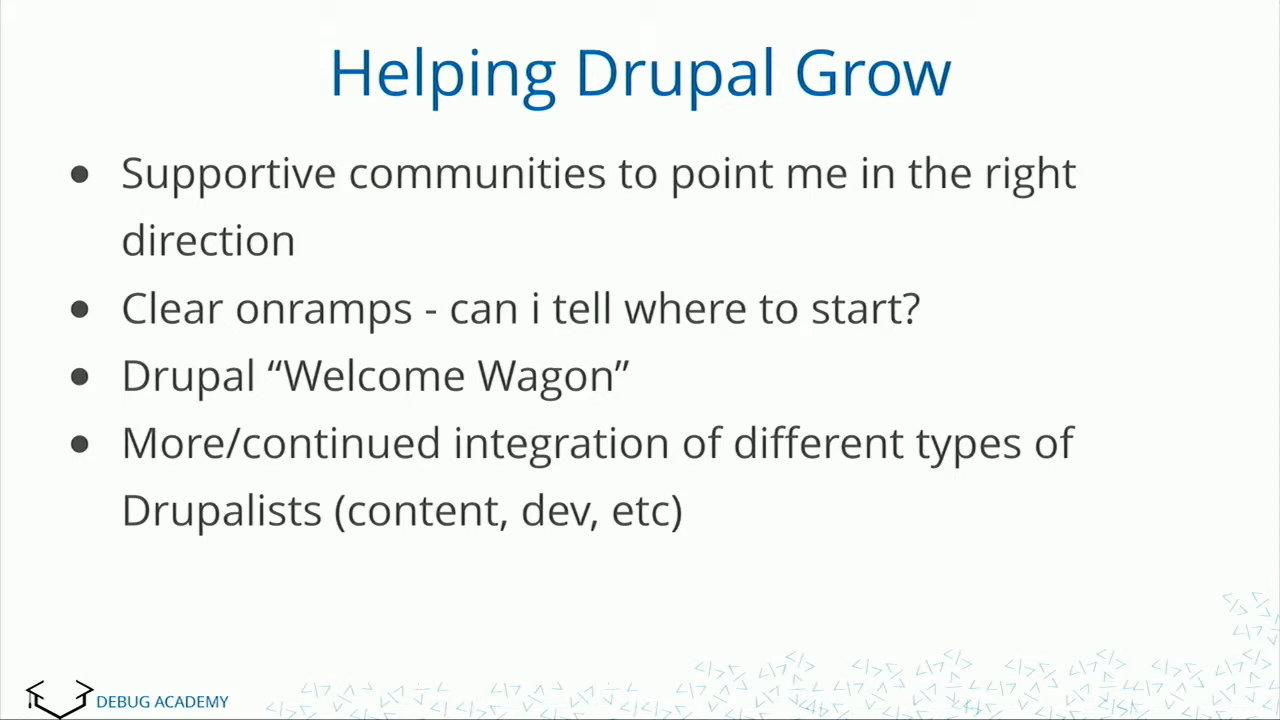 Helping Drupal Grow
● Supportive communities to point me in the right
direction
● Clear onramps - can i tell where to start?
● Drupal “Welcome Wagon”
● More/continued integration of different types of
Drupalists (content, dev, etc)
DEBUG ACADEMY